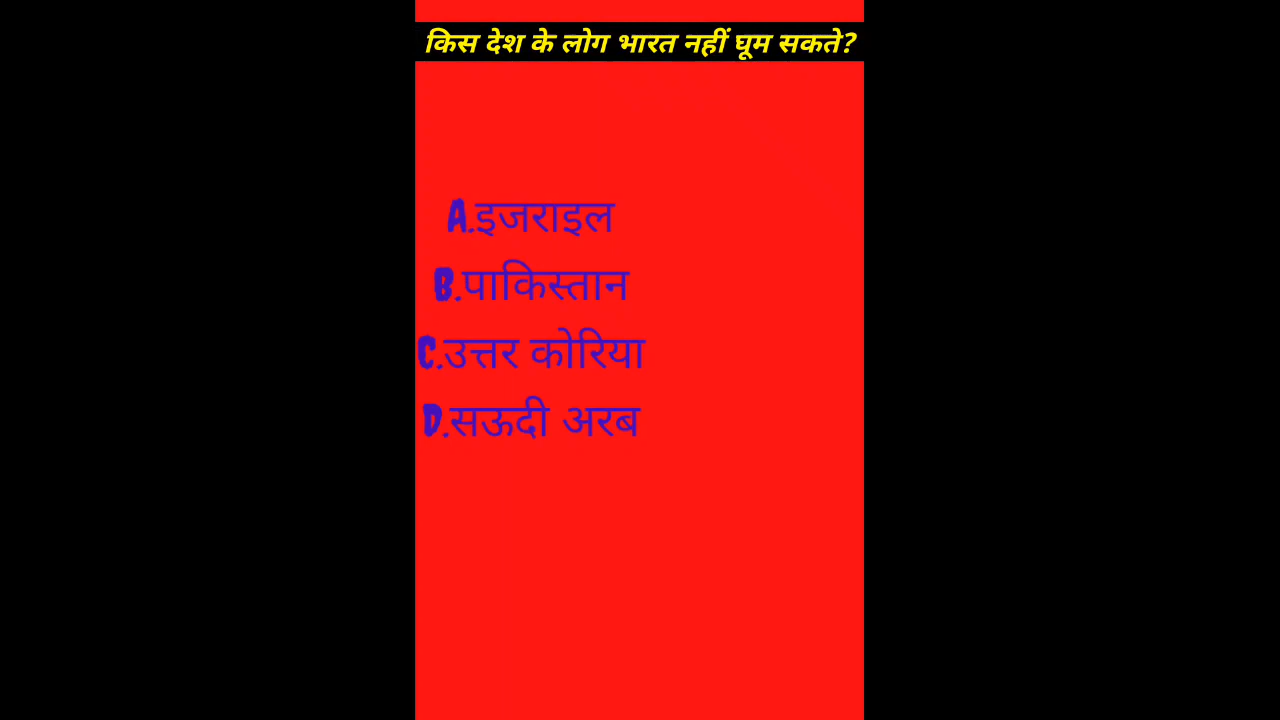 किस देश के लोग भारत नहीं घूम सकते?
A.इजराइल
B.पाकिस्तान
C.उत्तर कोरिया
D.सऊदी अरब